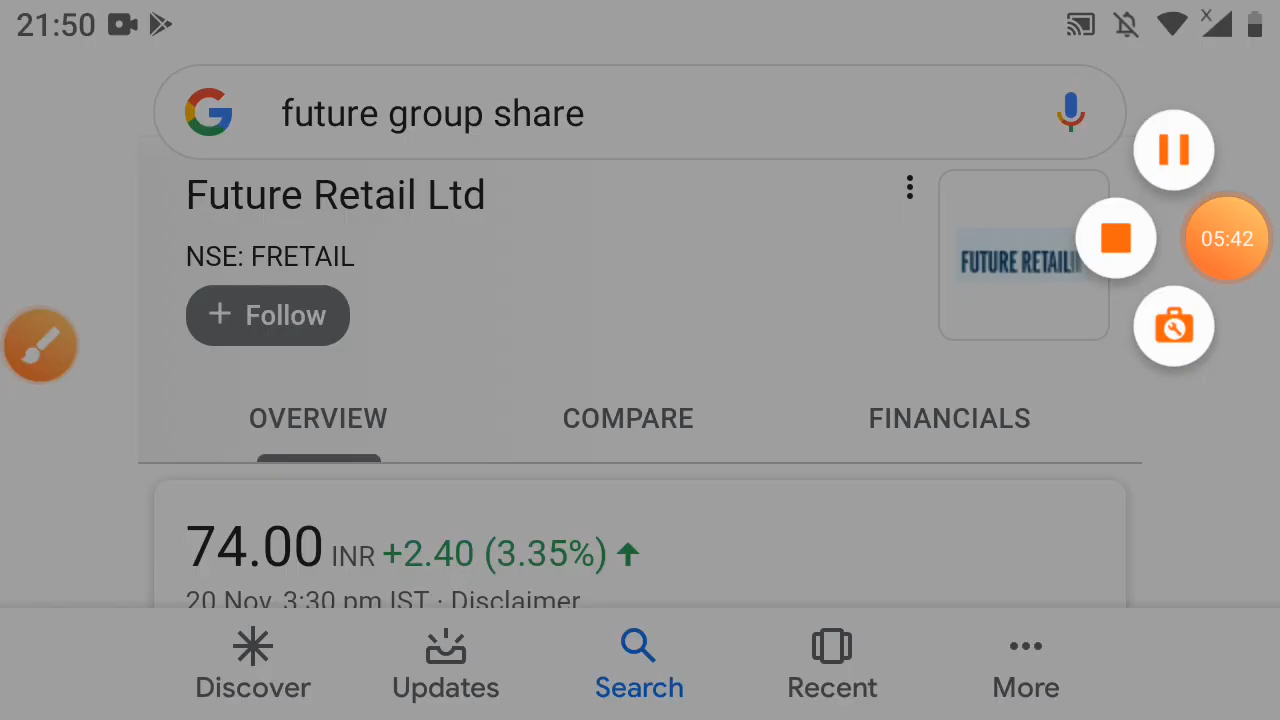 21:50
future group share
Future Retail Ltd
NSE: FRETAIL
+ Follow
FUTURE RETAIL
05:42
OVERVIEW COMPARE FINANCIALS
74.00 INR +2.40 (3.35%)
20 Nov, 3:30 pm IST · Disclaimer
Discover Updates Search Recent More